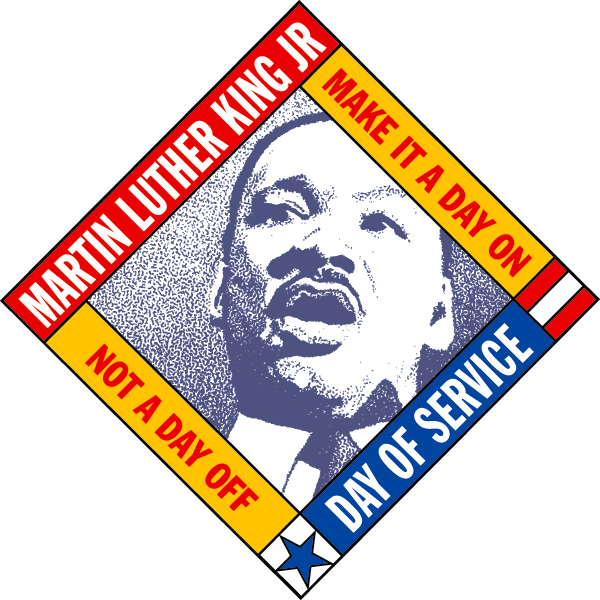 MARTIN LUTHER KING JR
MAKE IT A DAY ON
NOT A DAY OFF
DAY OF SERVICE